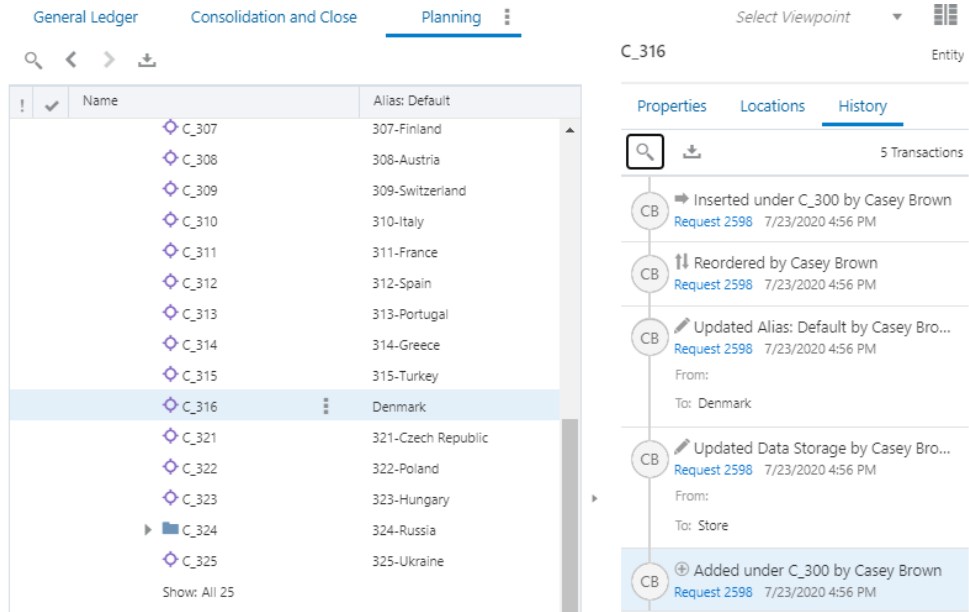 General Ledger Consolidation and Close Planning
Select Viewpoint
C_316 Entity
! Name Alias: Default
C_307 307-Finland
C_308 308-Austria
C_309 309-Switzerland
C_310 310-Italy
C_311 311-France
C_312 312-Spain
C_313 313-Portugal
C_314 314-Greece
C_315 315-Turkey
C_316 Denmark
C_321 321-Czech Republic
C_322 322-Poland
C_323 323-Hungary
C_324 324-Russia
C_325 325-Ukraine
Show: All 25
Properties Locations History
5 Transactions
CB
Inserted under C_300 by Casey Brown
Request 2598 7/23/2020 4:56 PM
CB
Reordered by Casey Brown
Request 2598 7/23/2020 4:56 PM
CB
Updated Alias: Default by Casey Bro...
Request 2598 7/23/2020 4:56 PM
From:
To: Denmark
CB
Updated Data Storage by Casey Bro...
Request 2598 7/23/2020 4:56 PM
From:
To: Store
CB
Added under C_300 by Casey Brown
Request 2598 7/23/2020 4:56 PM